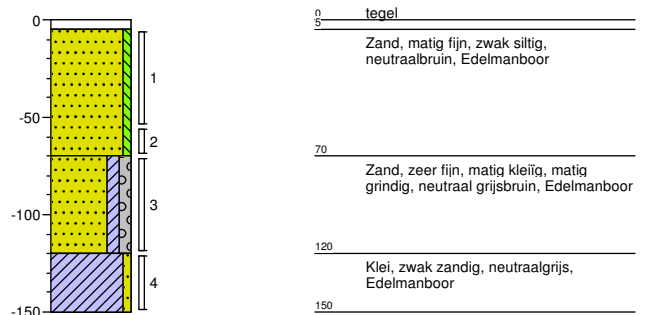 0
-50
-100
-150
1
2
3
4
0
tegel
5
Zand, matig fijn, zwak siltig,
neutraalbruin, Edelmanboor
70
Zand, zeer fijn, matig kleiïg, matig
grindig, neutraal grijsbruin, Edelmanboor
120
Klei, zwak zandig, neutraalgrijs,
Edelmanboor
150